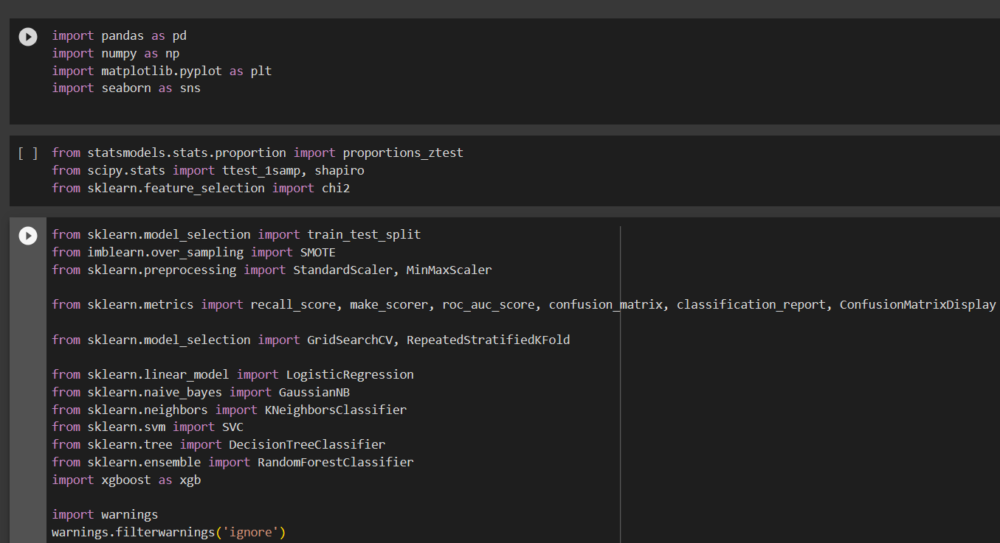 import pandas as pd
import numpy as np
import matplotlib.pyplot as plt
import seaborn as sns
[ ] from statsmodels.stats.proportion import proportions_ztest
from scipy.stats import ttest_1samp, shapiro
from sklearn.feature_selection import chi2
from sklearn.model_selection import train_test_split
from imblearn.over_sampling import SMOTE
from sklearn.preprocessing import StandardScaler, MinMaxScaler
from sklearn.metrics import recall_score, make_scorer, roc_auc_score, confusion_matrix, classification_report, ConfusionMatrixDisplay
from sklearn.model_selection import GridSearchCV, RepeatedStratifiedKFold
from sklearn.linear_model import LogisticRegression
from sklearn.naive_bayes import GaussianNB
from sklearn.neighbors import KNeighborsClassifier
from sklearn.svm import SVC
from sklearn.tree import DecisionTreeClassifier
from sklearn.ensemble import RandomForestClassifier
import xgboost as xgb
import warnings
warnings.filterwarnings('ignore')